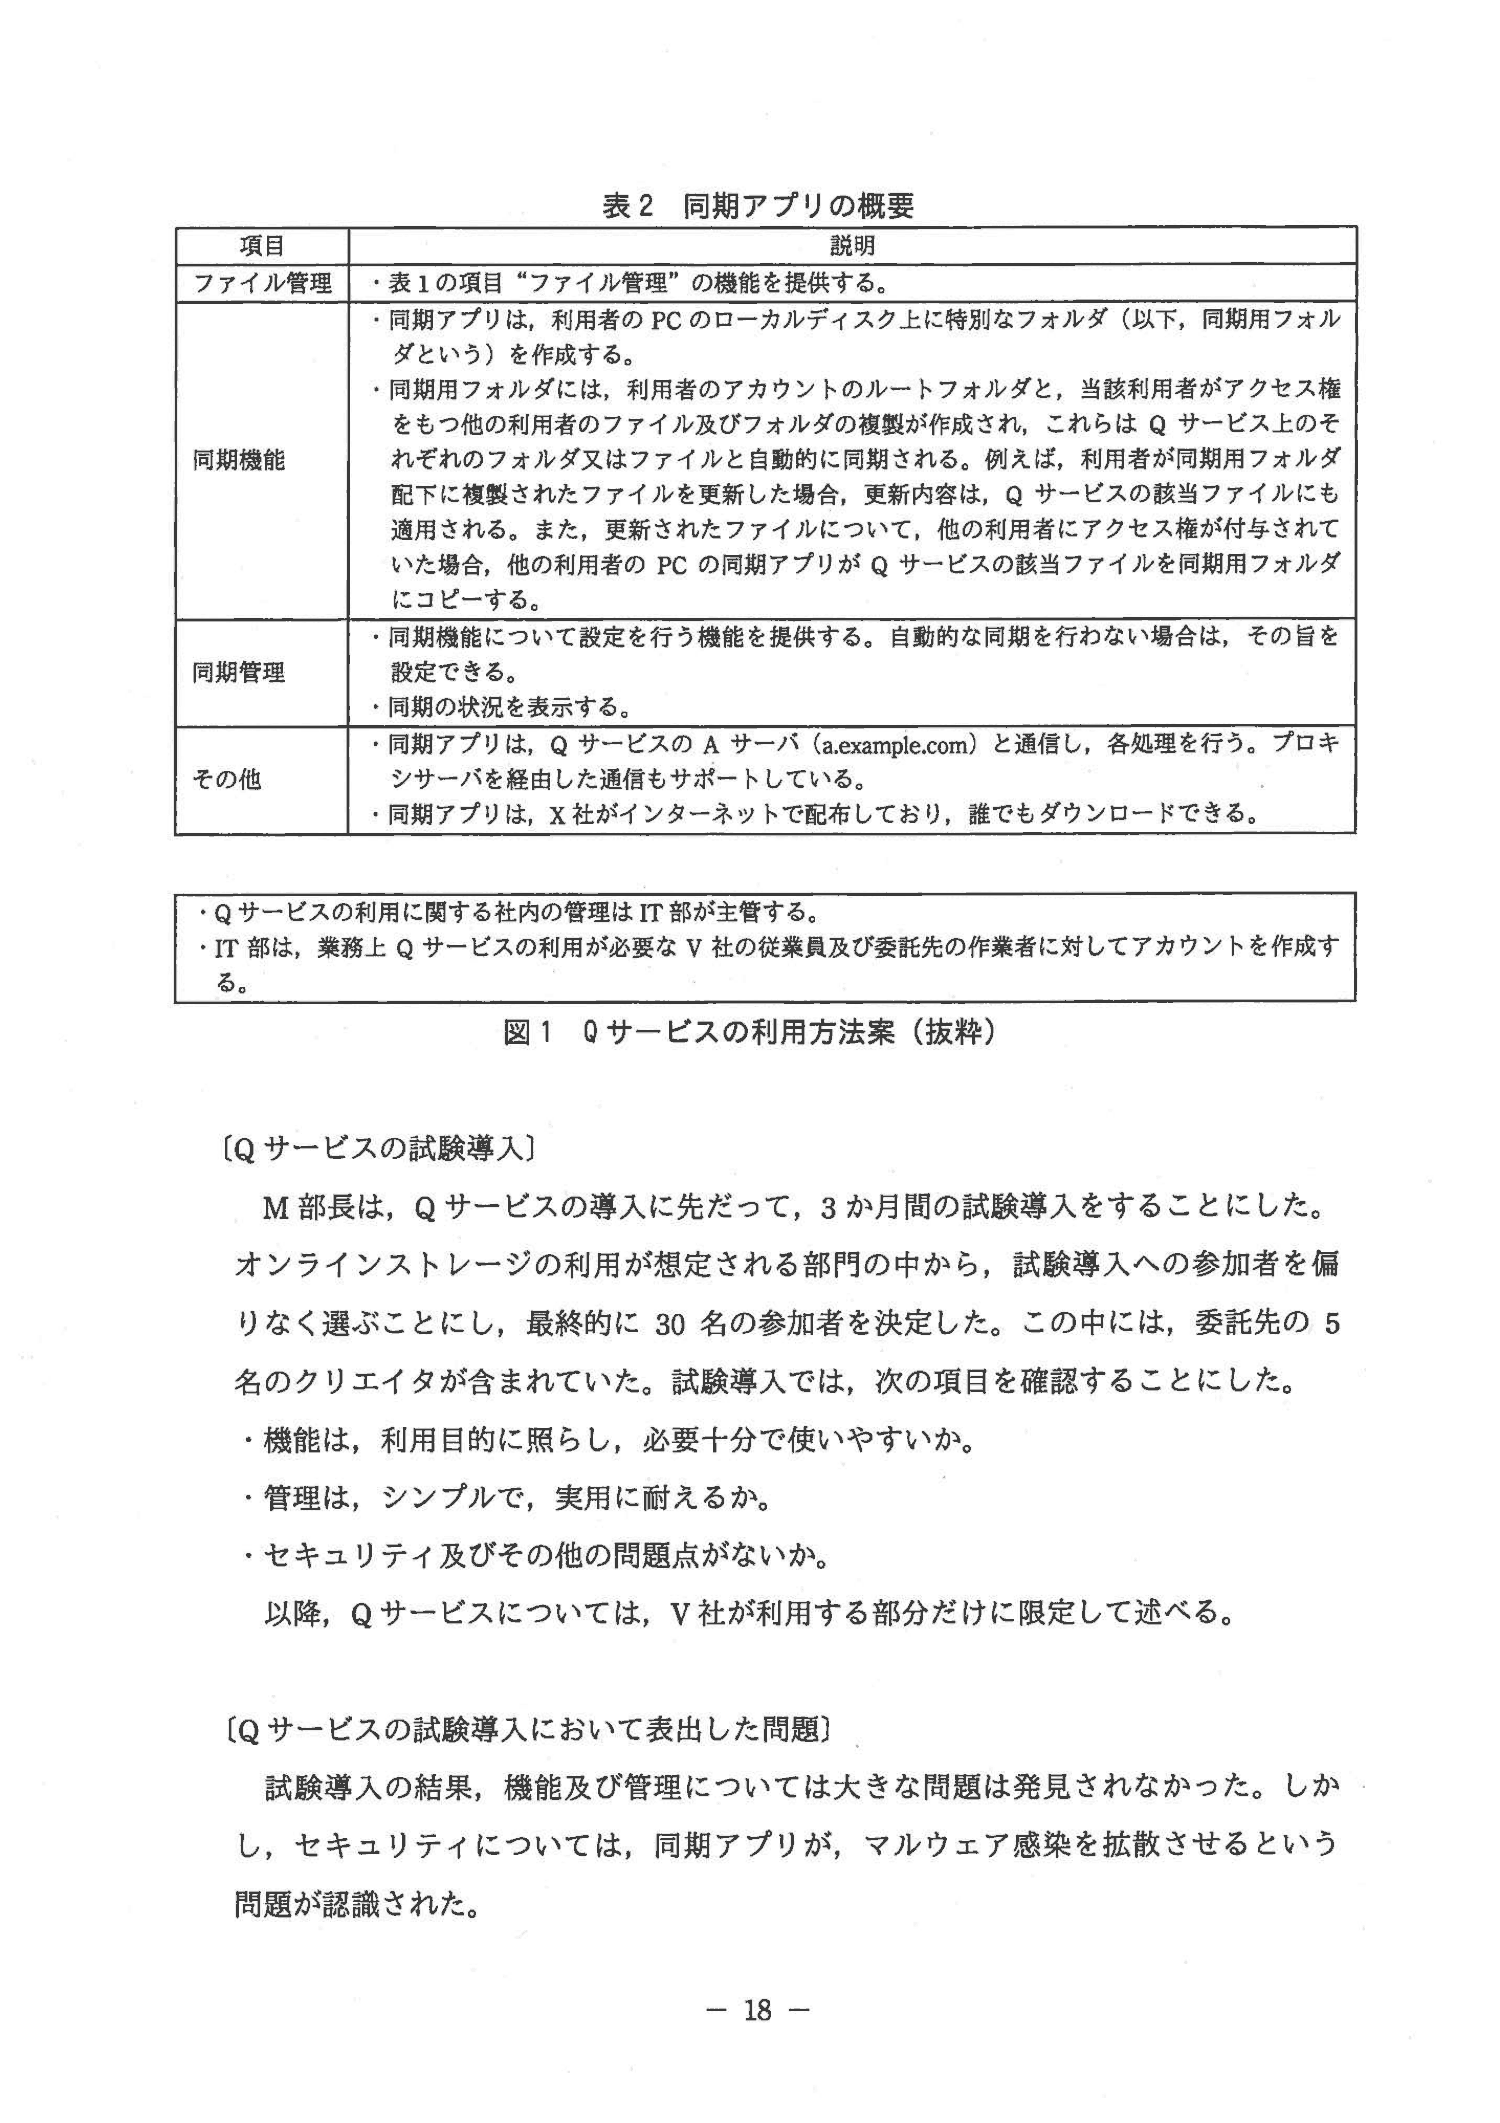 表2　同期アプリの概要
項目　説明
ファイル管理　・表1の項目“ファイル管理”の機能を提供する。
同期機能
・同期アプリは，利用者の PC のローカルディスク上に特別なフォルダ（以下，同期用フォル
ダという）を作成する。
・同期用フォルダには，利用者のアカウントのルートフォルダと，当該利用者がアクセス権
をもつ他の利用者のファイル及びフォルダの複製が作成され，これらは Q サービス上のそ
れぞれのフォルダ又はファイルと自動的に同期される。例えば，利用者が同期用フォルダ
配下に複製されたファイルを更新した場合，更新内容は，Q サービスの該当ファイルにも
適用される。また，更新されたファイルについて，他の利用者にアクセス権が付与されて
いた場合，他の利用者の PC の同期アプリが Q サービスの該当ファイルを同期用フォルダ
にコピーする。
同期管理
・同期機能について設定を行う機能を提供する。自動的な同期を行わない場合は，その旨を
設定できる。
・同期の状況を表示する。
その他
・同期アプリは，Q サービスの A サーバ（a.example.com）と通信し，各処理を行う。プロキ
シサーバを経由した通信もサポートしている。
・同期アプリは，X 社がインターネットで配布しており，誰でもダウンロードできる。
・Q サービスの利用に関する社内の管理は IT 部が主管する。
・IT 部は，業務上 Q サービスの利用が必要な V 社の従業員及び委託先の作業者に対してアカウントを作成す
る。
図1　Q サービスの利用方法案（抜粋）
〔Q サービスの試験導入〕
M 部長は，Q サービスの導入に先だって，3 か月間の試験導入をすることにした。
オンラインストレージの利用が想定される部門の中から，試験導入への参加者を偏
りなく選ぶことにし，最終的に 30 名の参加者を決定した。この中には，委託先の 5
名のクリエイタが含まれていた。試験導入では，次の項目を確認することにした。
・機能は，利用目的に照らし，必要十分で使いやすいか。
・管理は，シンプルで，実用に耐えるか。
・セキュリティ及びその他の問題点がないか。
以降，Q サービスについては，V 社が利用する部分だけに限定して述べる。
〔Q サービスの試験導入において表出した問題〕
試験導入の結果，機能及び管理については大きな問題は発見されなかった。しか
し，セキュリティについては，同期アプリが，マルウェア感染を拡散させるという
問題が認識された。
－ 18 －